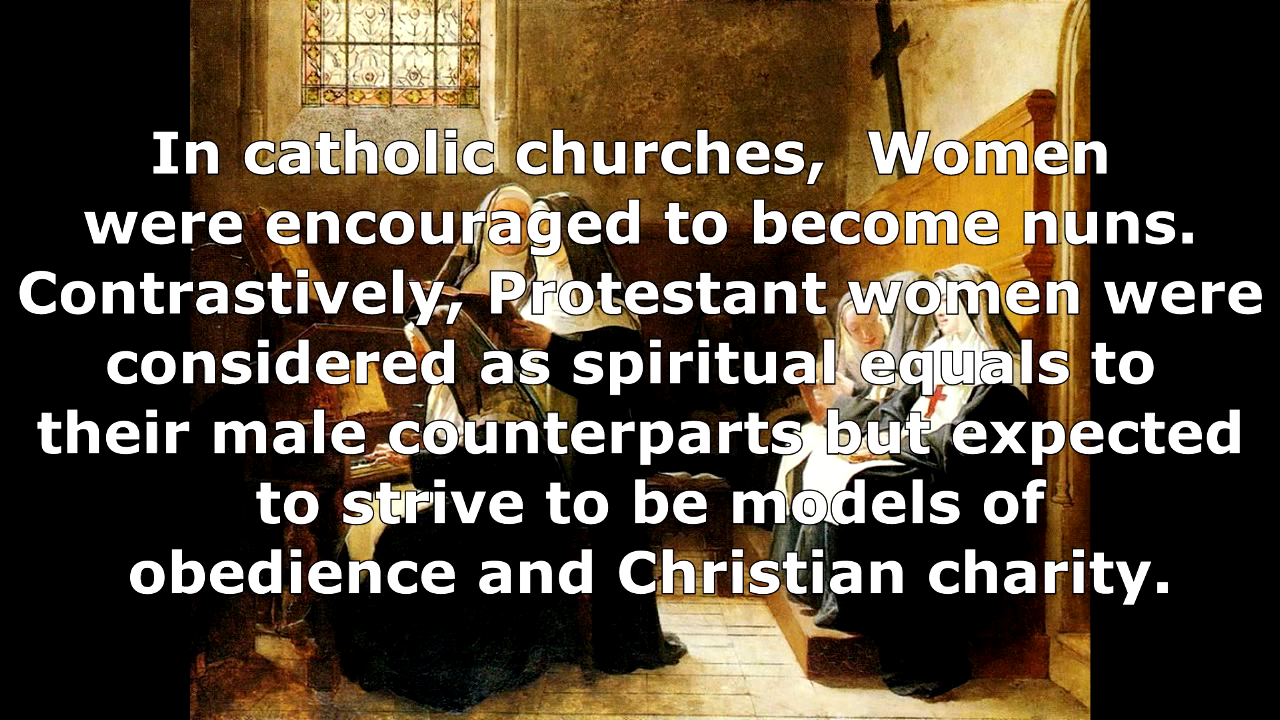 In catholic churches, Women
were encouraged to become nuns.
Contrastively, Protestant women were
considered as spiritual equals to
their male counterparts but expected
to strive to be models of
obedience and Christian charity.